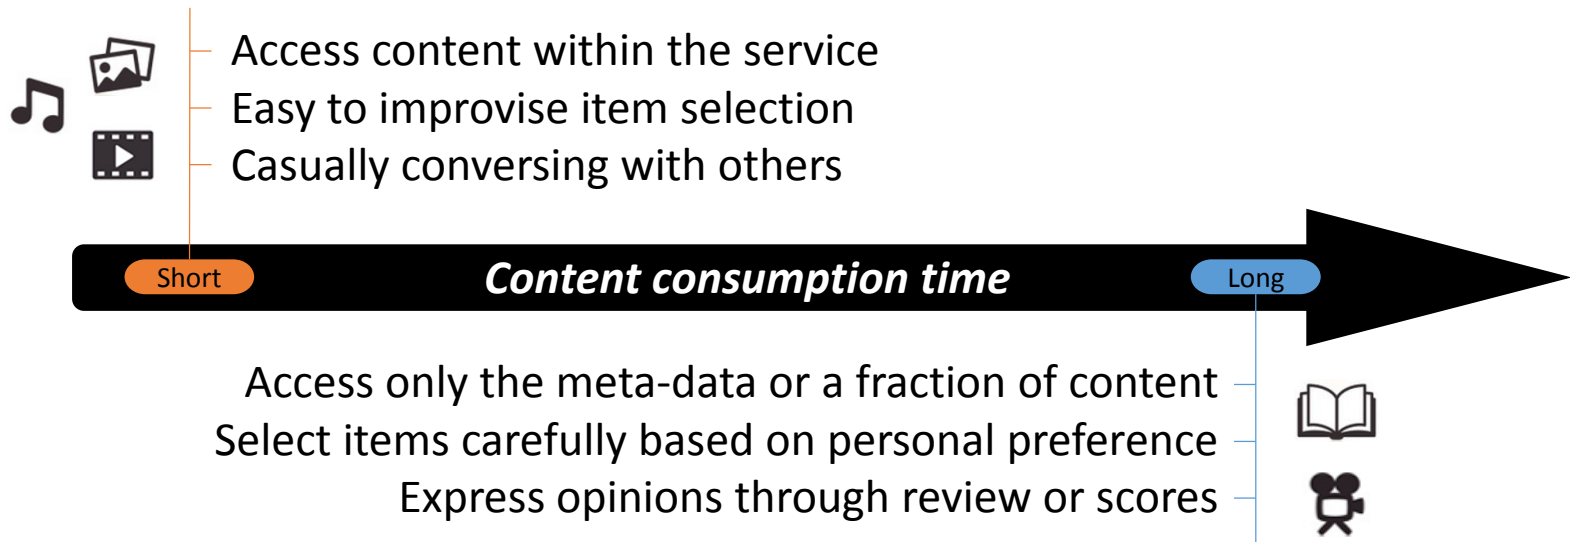 Access content within the service
Easy to improvise item selection
Casually conversing with others
Short
Content consumption time
Long
Access only the meta-data or a fraction of content
Select items carefully based on personal preference
Express opinions through review or scores